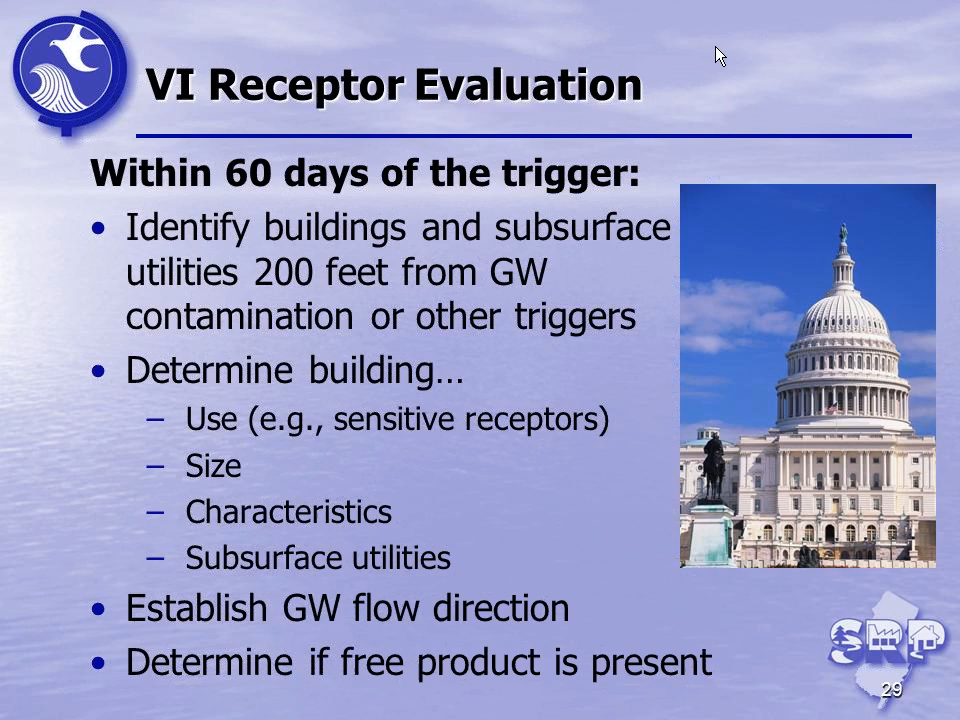 VI Receptor Evaluation
Within 60 days of the trigger:
• Identify buildings and subsurface
utilities 200 feet from GW
contamination or other triggers
• Determine building…
– Use (e.g., sensitive receptors)
– Size
– Characteristics
– Subsurface utilities
• Establish GW flow direction
• Determine if free product is present
SRP
29